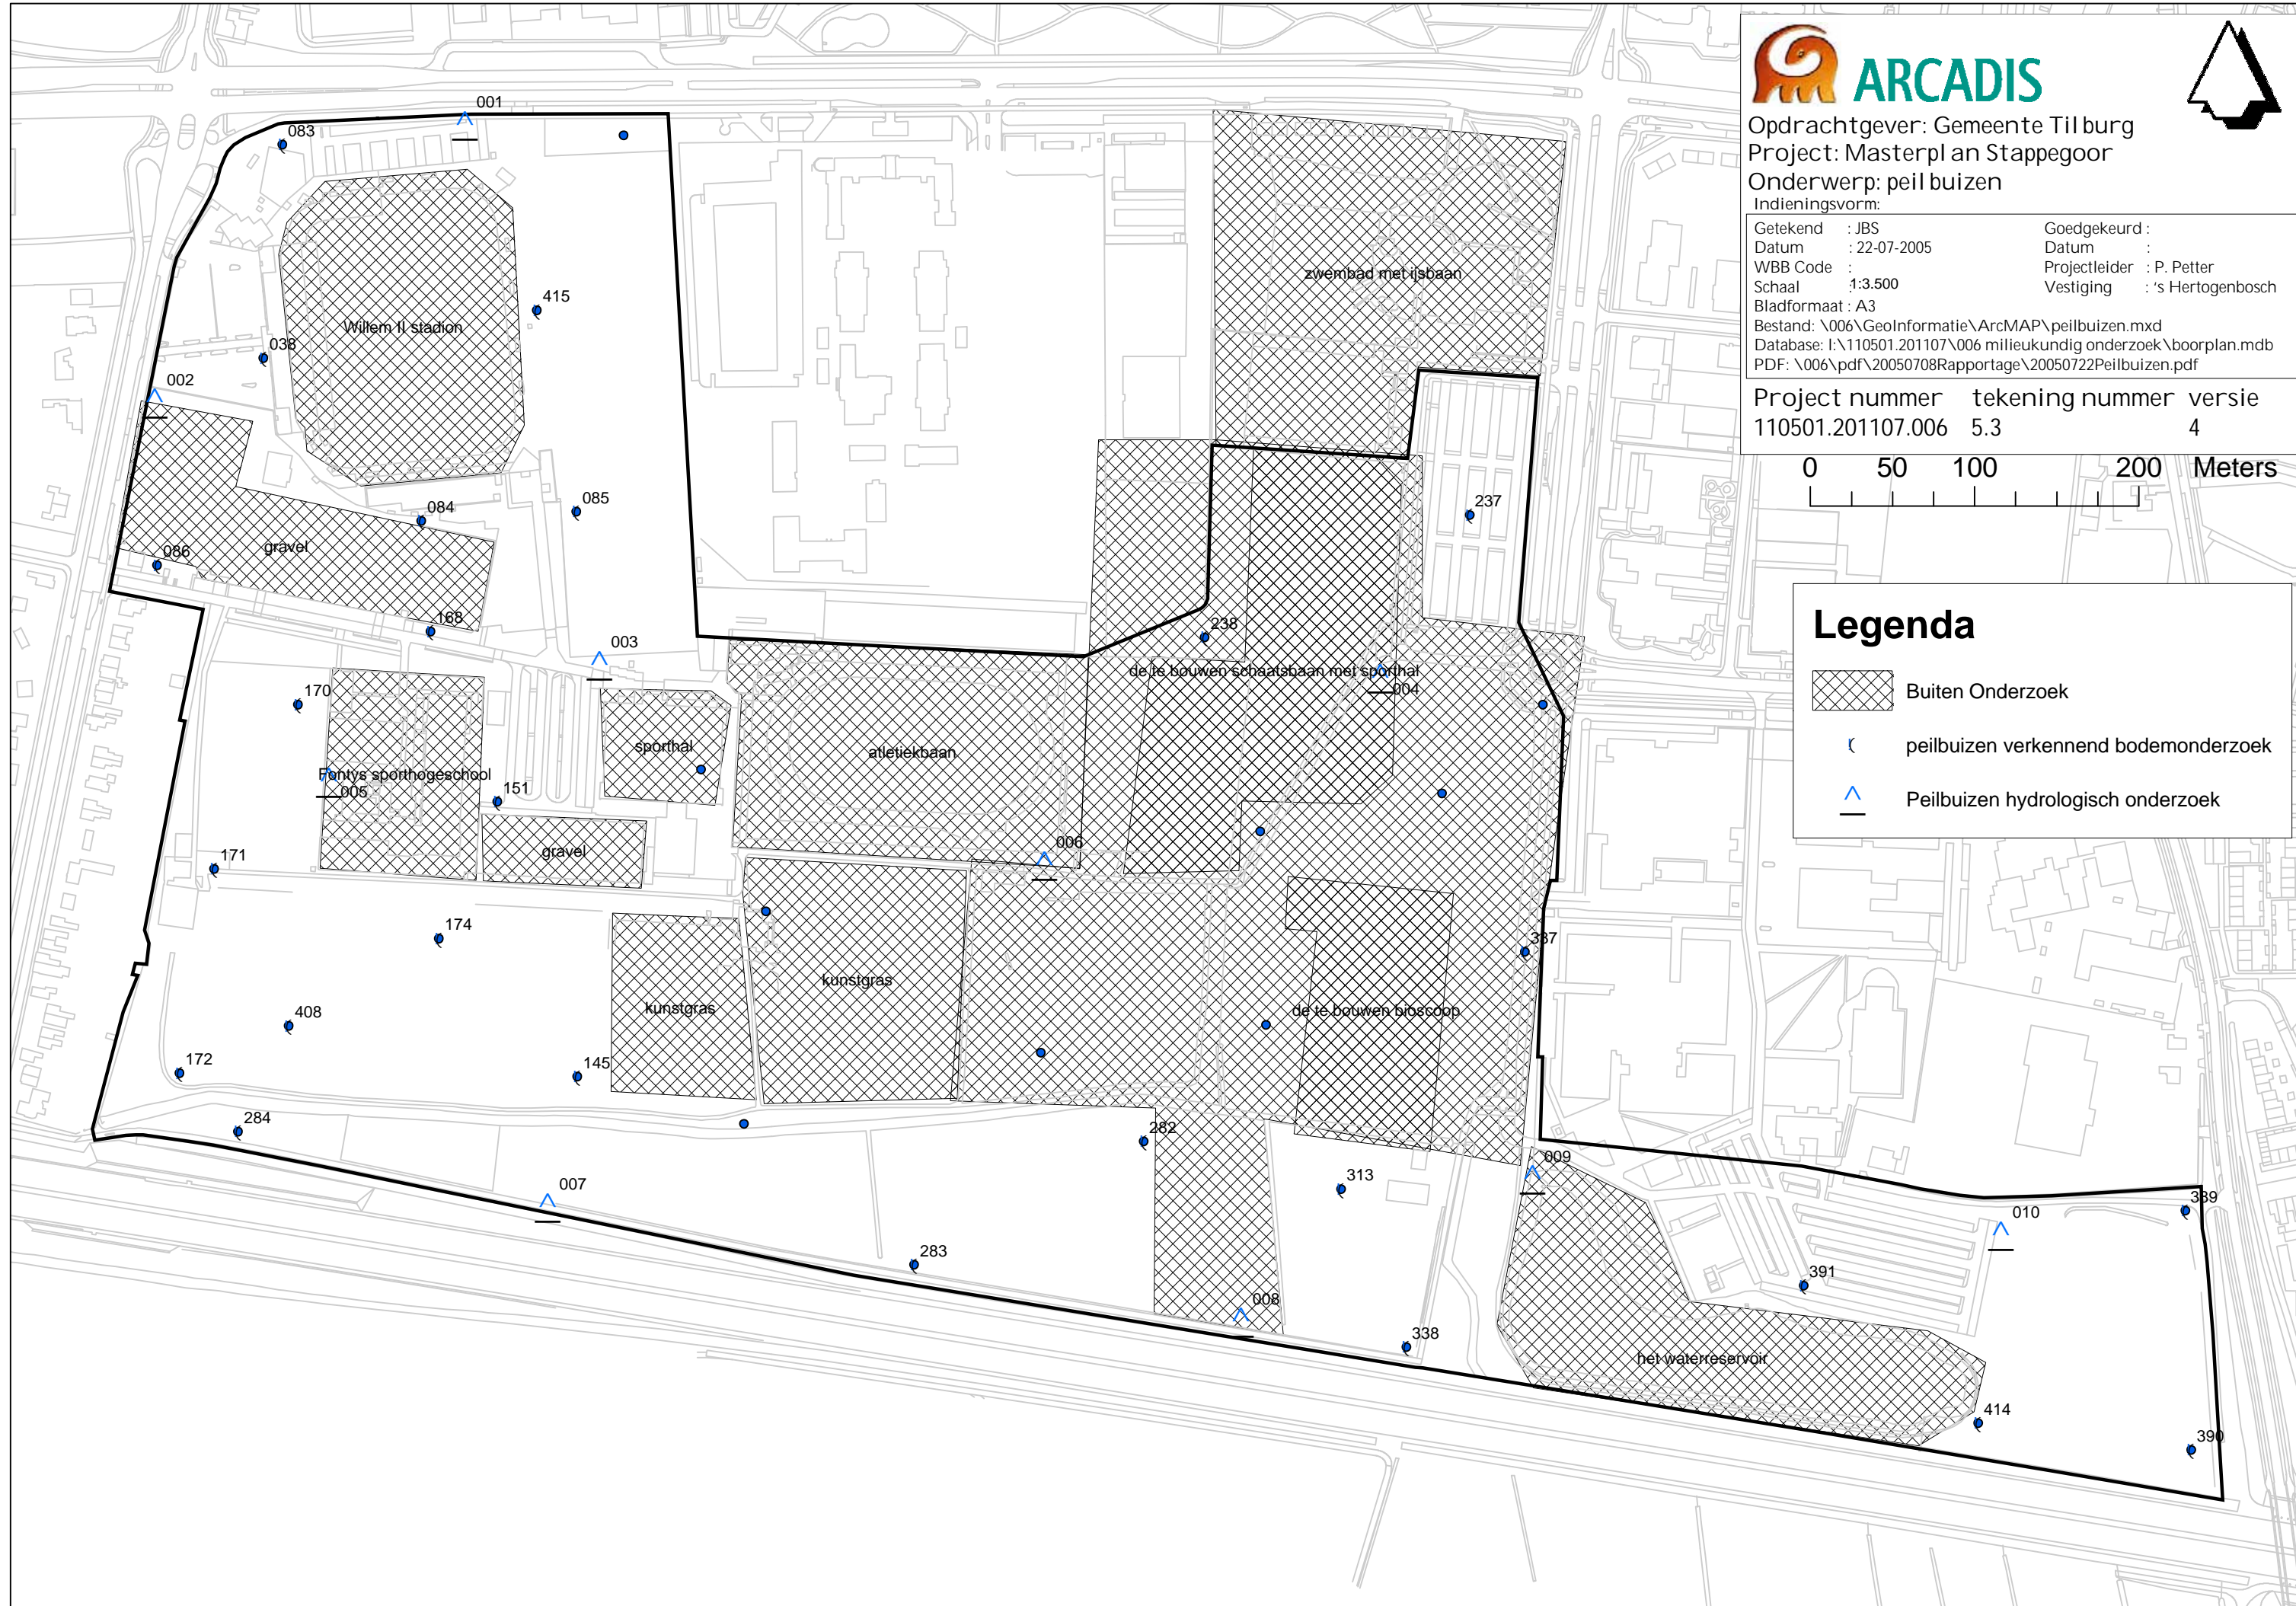 ARCADIS
Opdrachtgever: Gemeente Tilburg
Project: Masterplan Stappegoor
Onderwerp: peilbuizen
Indieningsvorm:
Getekend : JBS Goedgekeurd :
Datum : 22-07-2005 Datum :
WBB Code : Projectleider : P. Petter
Schaal : 1:3.500 Vestiging : 's Hertogenbosch
Bladformaat : A3
Bestand: \006\GeoInformatie\ArcMAP\peilbuizen.mxd
Database: I:\110501.201107\006 milieukundig onderzoek\boorplan.mdb
PDF: \006\pdf\20050708Rapportage\20050722Peilbuizen.pdf
Project nummer tekening nummer versie
110501.201107.006 5.3 4
0 50 100 200 Meters
Legenda
Buiten Onderzoek
peilbuizen verkennend bodemonderzoek
Peilbuizen hydrologisch onderzoek
001
083
zwembad met ijsbaan
415
Willem II stadion
038
002
085
237
084
gravel
086
168
238
003
de te bouwen schaatsbaan met sporthal
004
170
sporthal
atletiekbaan
Fontys sporthogeschool
005
151
006
gravel
171
174
337
kunstgras
kunstgras
de te bouwen bioscoop
408
172
145
284
282
009
007
313
339
010
283
391
008
338
het waterreservoir
414
390